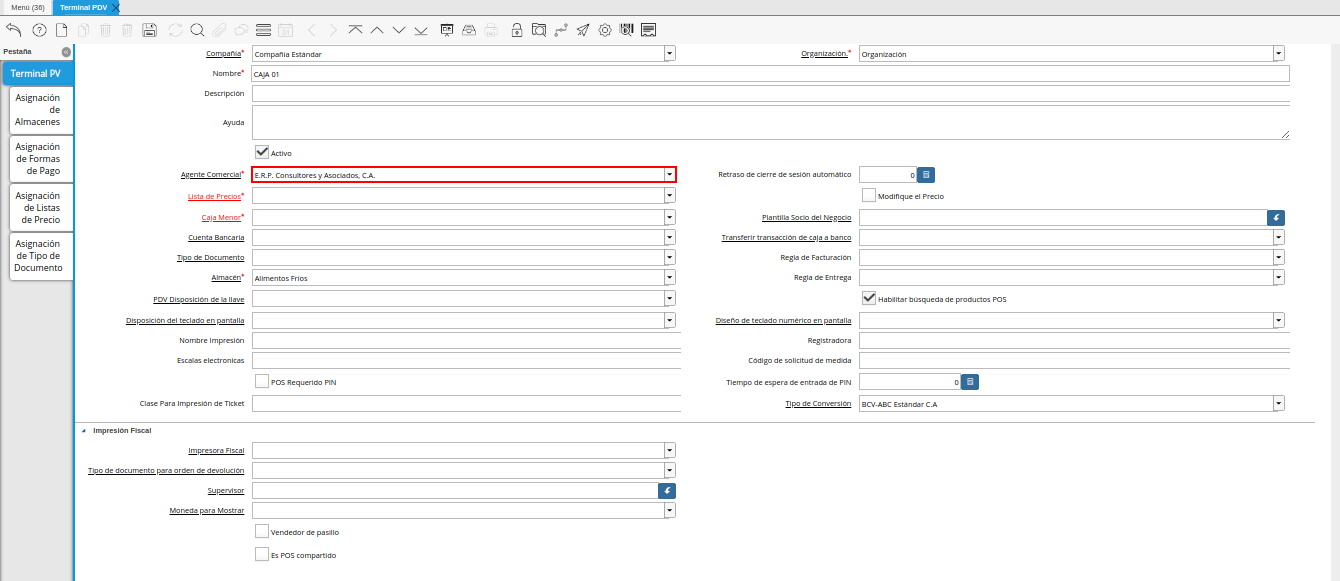 Menú (36) Terminal PDV
Pestaña
Terminal PV
Asignación
de
Almacenes
Asignación
de Formas
de Pago
Asignación
de Listas
de Precio
Asignación
de Tipo de
Documento
Compañía* Compañía Estándar Organización.* Organización
Nombre* CAJA 01
Descripción
Ayuda
Activo
Agente Comercial* E.R.P. Consultores y Asociados, C.A. Retraso de cierre de sesión automático 0
Lista de Precios* Modifique el Precio
Caja Menor* Plantilla Socio del Negocio
Cuenta Bancaria Transferir transacción de caja a banco
Tipo de Documento Regla de Facturación
Almacén* Alimentos Fríos Regla de Entrega
PDV Disposición de la llave Habilitar búsqueda de productos POS
Disposición del teclado en pantalla Diseño de teclado numérico en pantalla
Nombre Impresión Registradora
Escalas electronicas Código de solicitud de medida
POS Requerido PIN Tiempo de espera de entrada de PIN 0
Clase Para Impresión de Ticket Tipo de Conversión BCV-ABC Estándar C.A
Impresión Fiscal
Impresora Fiscal
Tipo de documento para orden de devolución
Supervisor
Moneda para Mostrar
Vendedor de pasillo
Es POS compartido